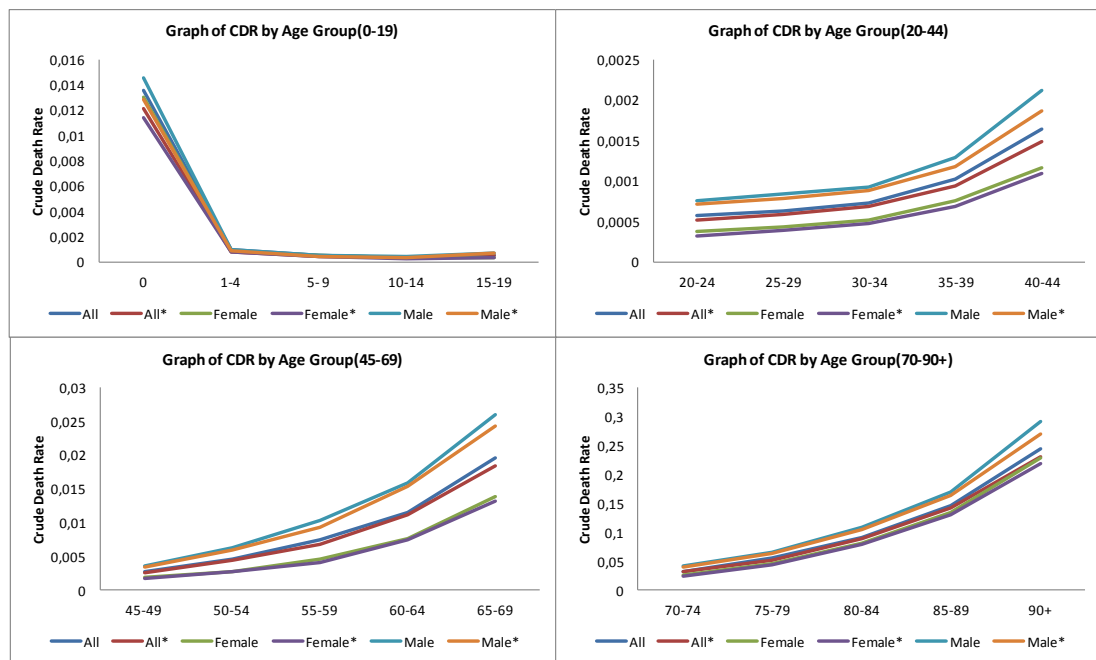 Graph of CDR by Age Group(0-19)
Crude Death Rate
0,016
0,014
0,012
0,01
0,008
0,006
0,004
0,002
0
0 1-4 5-9 10-14 15-19
All All* Female Female* Male Male*
Graph of CDR by Age Group(20-44)
Crude Death Rate
0,0025
0,002
0,0015
0,001
0,0005
0
20-24 25-29 30-34 35-39 40-44
All All* Female Female* Male Male*
Graph of CDR by Age Group(45-69)
Crude Death Rate
0,03
0,025
0,02
0,015
0,01
0,005
0
45-49 50-54 55-59 60-64 65-69
All All* Female Female* Male Male*
Graph of CDR by Age Group(70-90+)
Crude Death Rate
0,35
0,3
0,25
0,2
0,15
0,1
0,05
0
70-74 75-79 80-84 85-89 90+
All All* Female Female* Male Male*